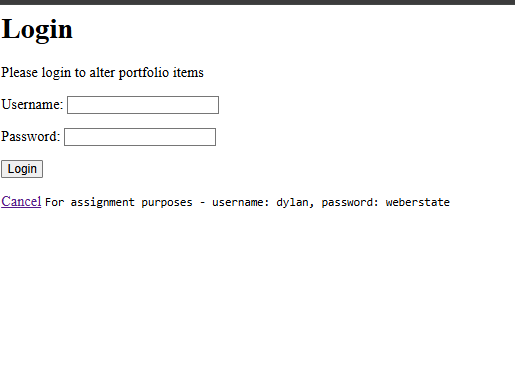 Login
Please login to alter portfolio items
Username:
Password:
Login
Cancel For assignment purposes - username: dylan, password: weberstate